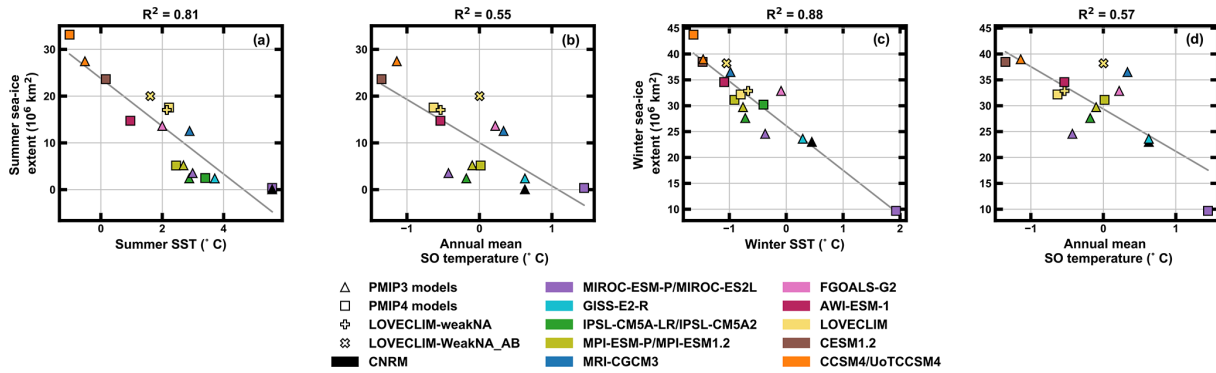 R² = 0.81
R² = 0.55
R² = 0.88
R² = 0.57
(a)
(b)
(c)
(d)
Summer sea-ice
extent (10⁶ km²)
30
20
10
0
0
2
4
Summer SST (° C)
30
20
10
0
−1
0
1
Annual mean
SO temperature (° C)
Winter sea-ice
extent (10⁶ km²)
45
40
35
30
25
20
15
10
−1
0
1
2
Winter SST (° C)
45
40
35
30
25
20
15
10
−1
0
1
Annual mean
SO temperature (° C)
PMIP3 models
PMIP4 models
LOVECLIM-weakNA
LOVECLIM-WeakNA_AB
CNRM
MIROC-ESM-P/MIROC-ES2L
GISS-E2-R
IPSL-CM5A-LR/IPSL-CM5A2
MPI-ESM-P/MPI-ESM1.2
MRI-CGCM3
FGOALS-G2
AWI-ESM-1
LOVECLIM
CESM1.2
CCSM4/UoTCCSM4